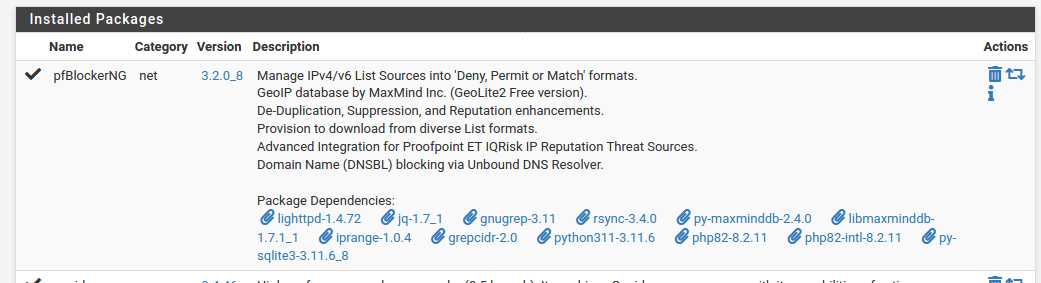 Installed Packages
Name Category Version Description Actions
pfBlockerNG net 3.2.0_8 Manage IPv4/v6 List Sources into 'Deny, Permit or Match' formats.
GeoIP database by MaxMind Inc. (GeoLite2 Free version).
De-Duplication, Suppression, and Reputation enhancements.
Provision to download from diverse List formats.
Advanced Integration for Proofpoint ET IQRisk IP Reputation Threat Sources.
Domain Name (DNSBL) blocking via Unbound DNS Resolver.
Package Dependencies:
lighttpd-1.4.72 jq-1.7_1 gnugrep-3.11 rsync-3.4.0 py-maxminddb-2.4.0 libmaxminddb-
1.7.1_1 iprange-1.0.4 grepcidr-2.0 python311-3.11.6 php82-8.2.11 php82-intl-8.2.11 py-
sqlite3-3.11.6_8